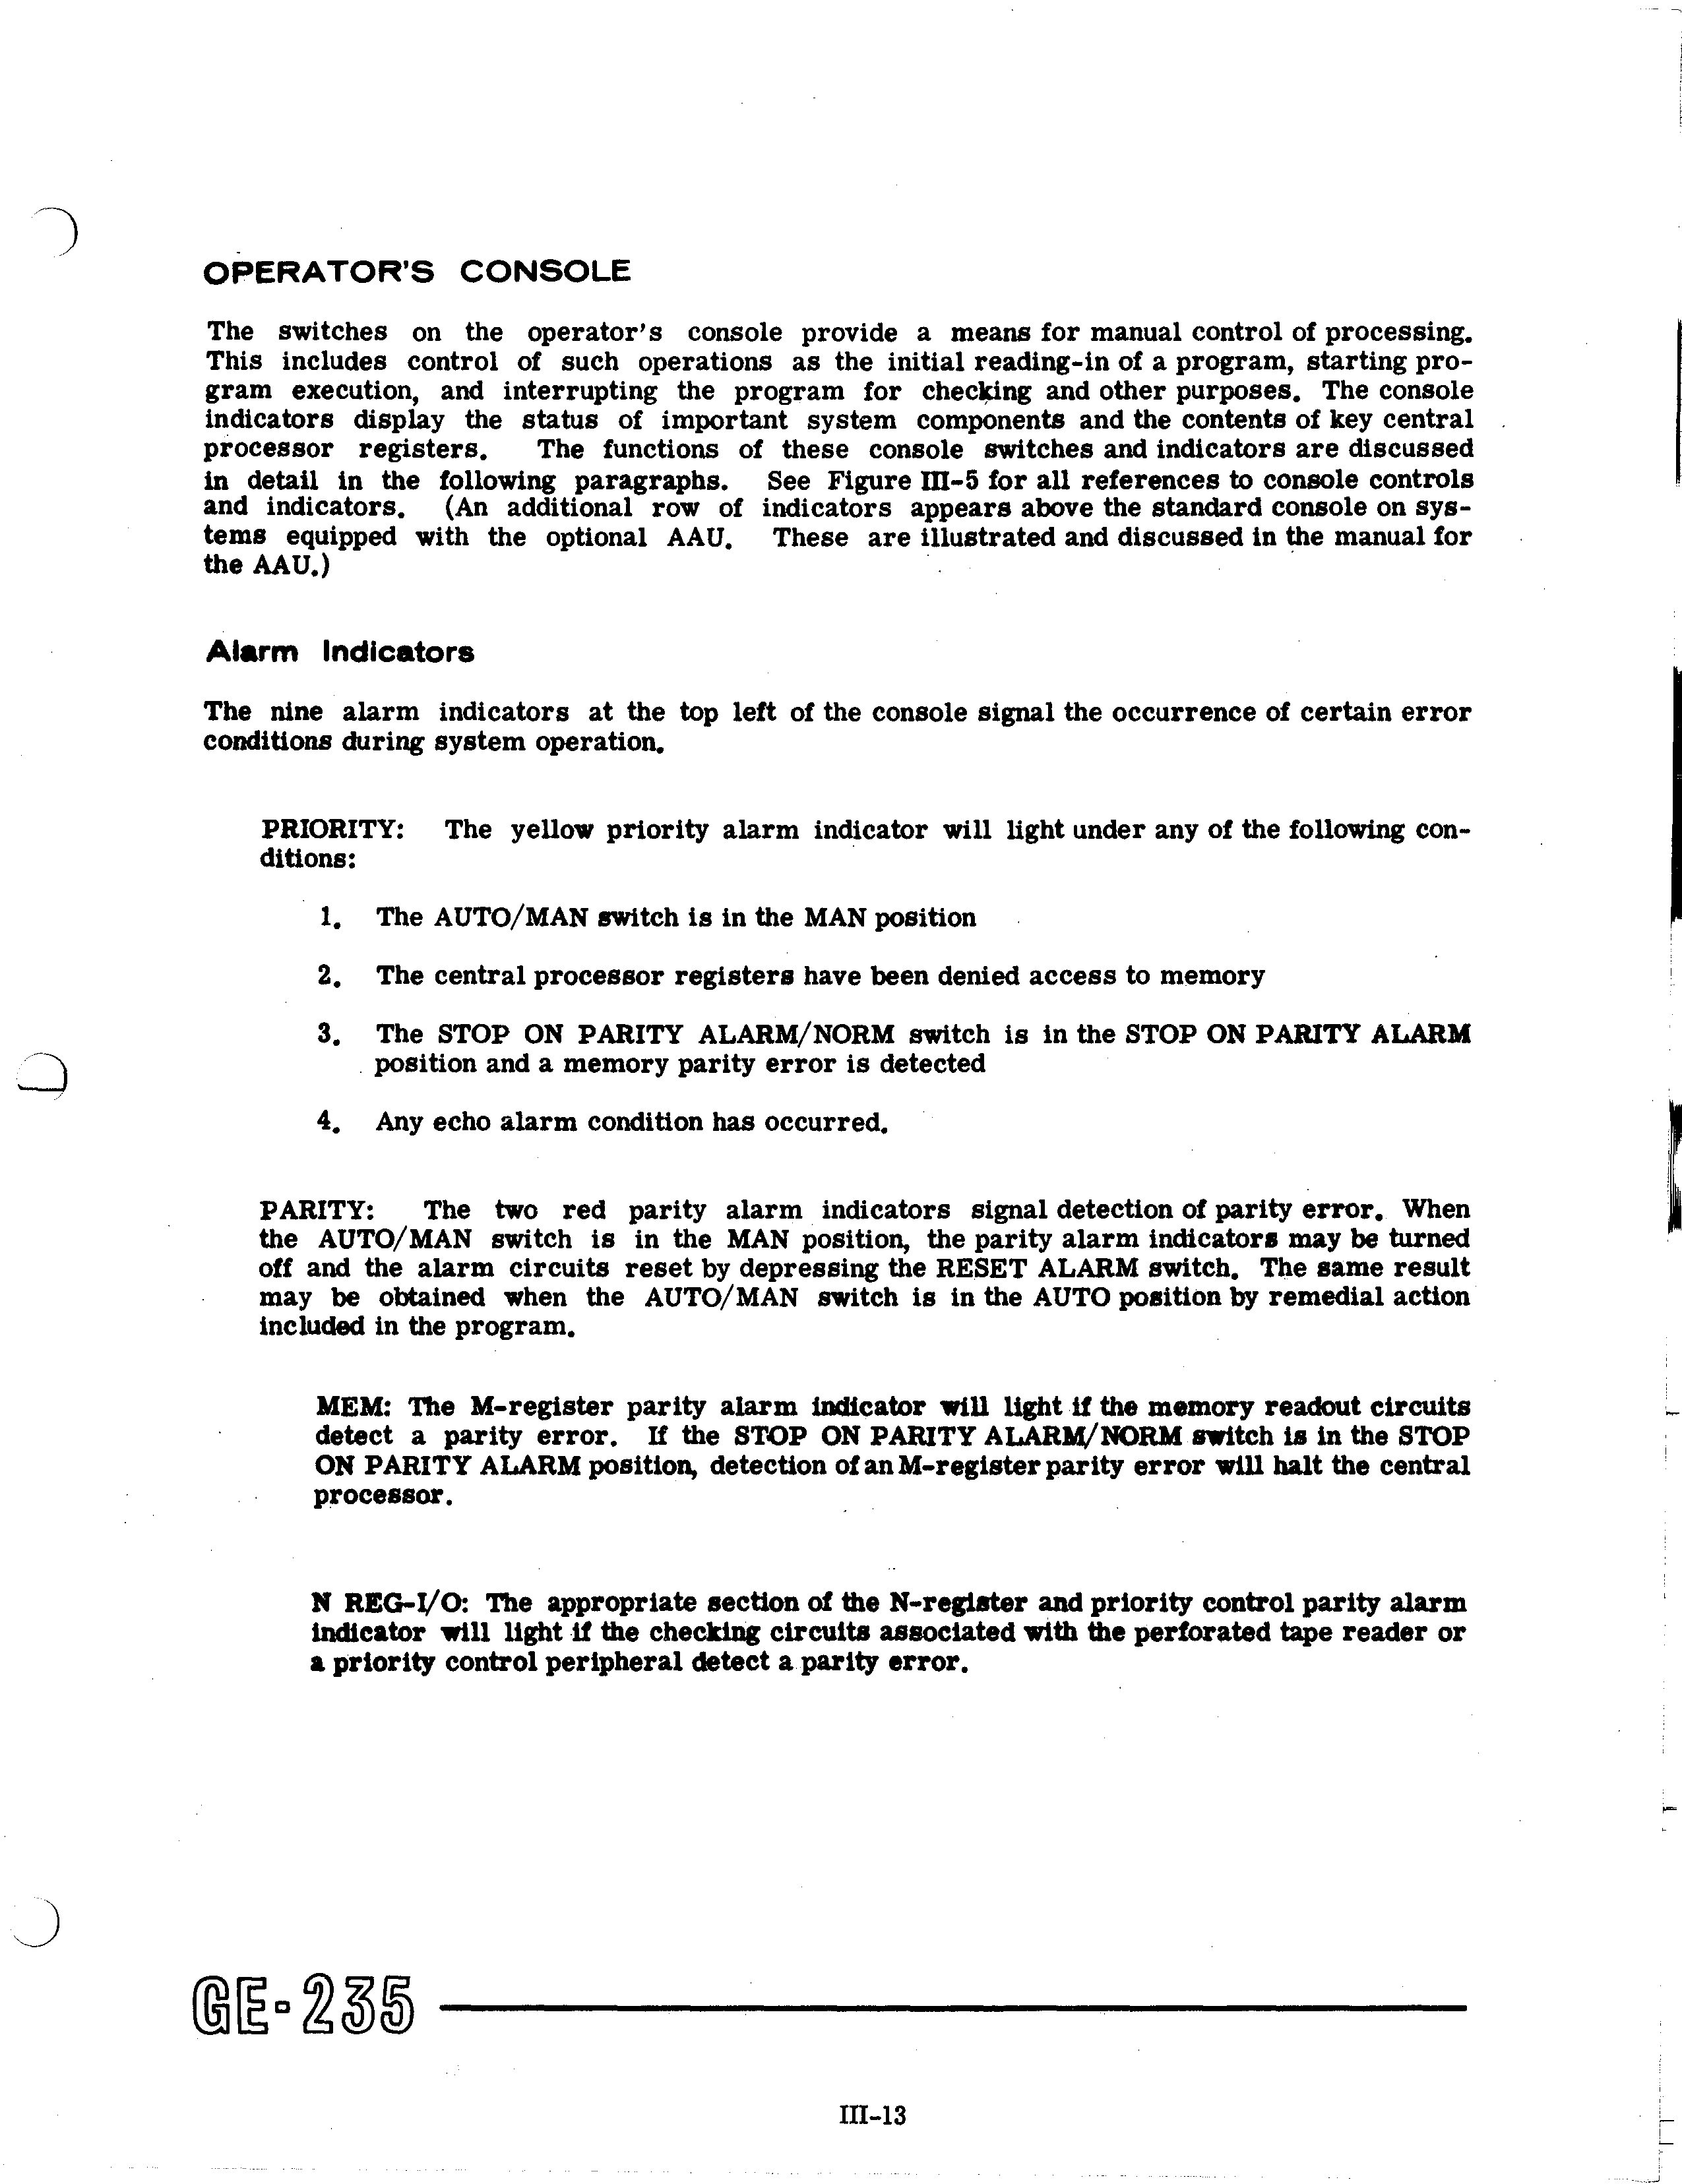 OPERATOR'S CONSOLE
The switches on the operator's console provide a means for manual control of processing.
This includes control of such operations as the initial reading-in of a program, starting pro-
gram execution, and interrupting the program for checking and other purposes. The console
indicators display the status of important system components and the contents of key central
processor registers. The functions of these console switches and indicators are discussed
in detail in the following paragraphs. See Figure III-5 for all references to console controls
and indicators. (An additional row of indicators appears above the standard console on sys-
tems equipped with the optional AAU. These are illustrated and discussed in the manual for
the AAU.)
Alarm Indicators
The nine alarm indicators at the top left of the console signal the occurrence of certain error
conditions during system operation.
PRIORITY: The yellow priority alarm indicator will light under any of the following con-
ditions:
1. The AUTO/MAN switch is in the MAN position
2. The central processor registers have been denied access to memory
3. The STOP ON PARITY ALARM/NORM switch is in the STOP ON PARITY ALARM
position and a memory parity error is detected
4. Any echo alarm condition has occurred.
PARITY: The two red parity alarm indicators signal detection of parity error. When
the AUTO/MAN switch is in the MAN position, the parity alarm indicators may be turned
off and the alarm circuits reset by depressing the RESET ALARM switch. The same result
may be obtained when the AUTO/MAN switch is in the AUTO position by remedial action
included in the program.
MEM: The M-register parity alarm indicator will light if the memory readout circuits
detect a parity error. If the STOP ON PARITY ALARM/NORM switch is in the STOP
ON PARITY ALARM position, detection of an M-register parity error will halt the central
processor.
N REG-I/O: The appropriate section of the N-register and priority control parity alarm
indicator will light if the checking circuits associated with the perforated tape reader or
a priority control peripheral detect a parity error.
GE-235
III-13